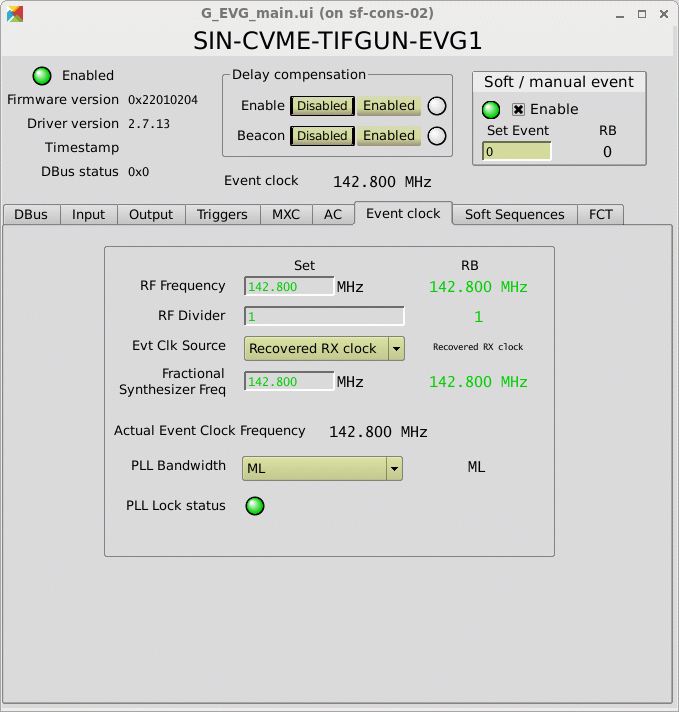 G_EVG_main.ui (on sf-cons-02)
SIN-CVME-TIFGUN-EVG1
Enabled
Firmware version 0x22010204
Driver version 2.7.13
Timestamp
DBus status 0x0
Delay compensation
Enable Disabled Enabled
Beacon Disabled Enabled
Event clock 142.800 MHz
Soft / manual event
Enable
Set Event RB
0 0
DBus Input Output Triggers MXC AC Event clock Soft Sequences FCT
Set RB
RF Frequency 142.800 MHz 142.800 MHz
RF Divider 1 1
Evt Clk Source Recovered RX clock Recovered RX clock
Fractional
Synthesizer Freq 142.800 MHz 142.800 MHz
Actual Event Clock Frequency 142.800 MHz
PLL Bandwidth ML ML
PLL Lock status